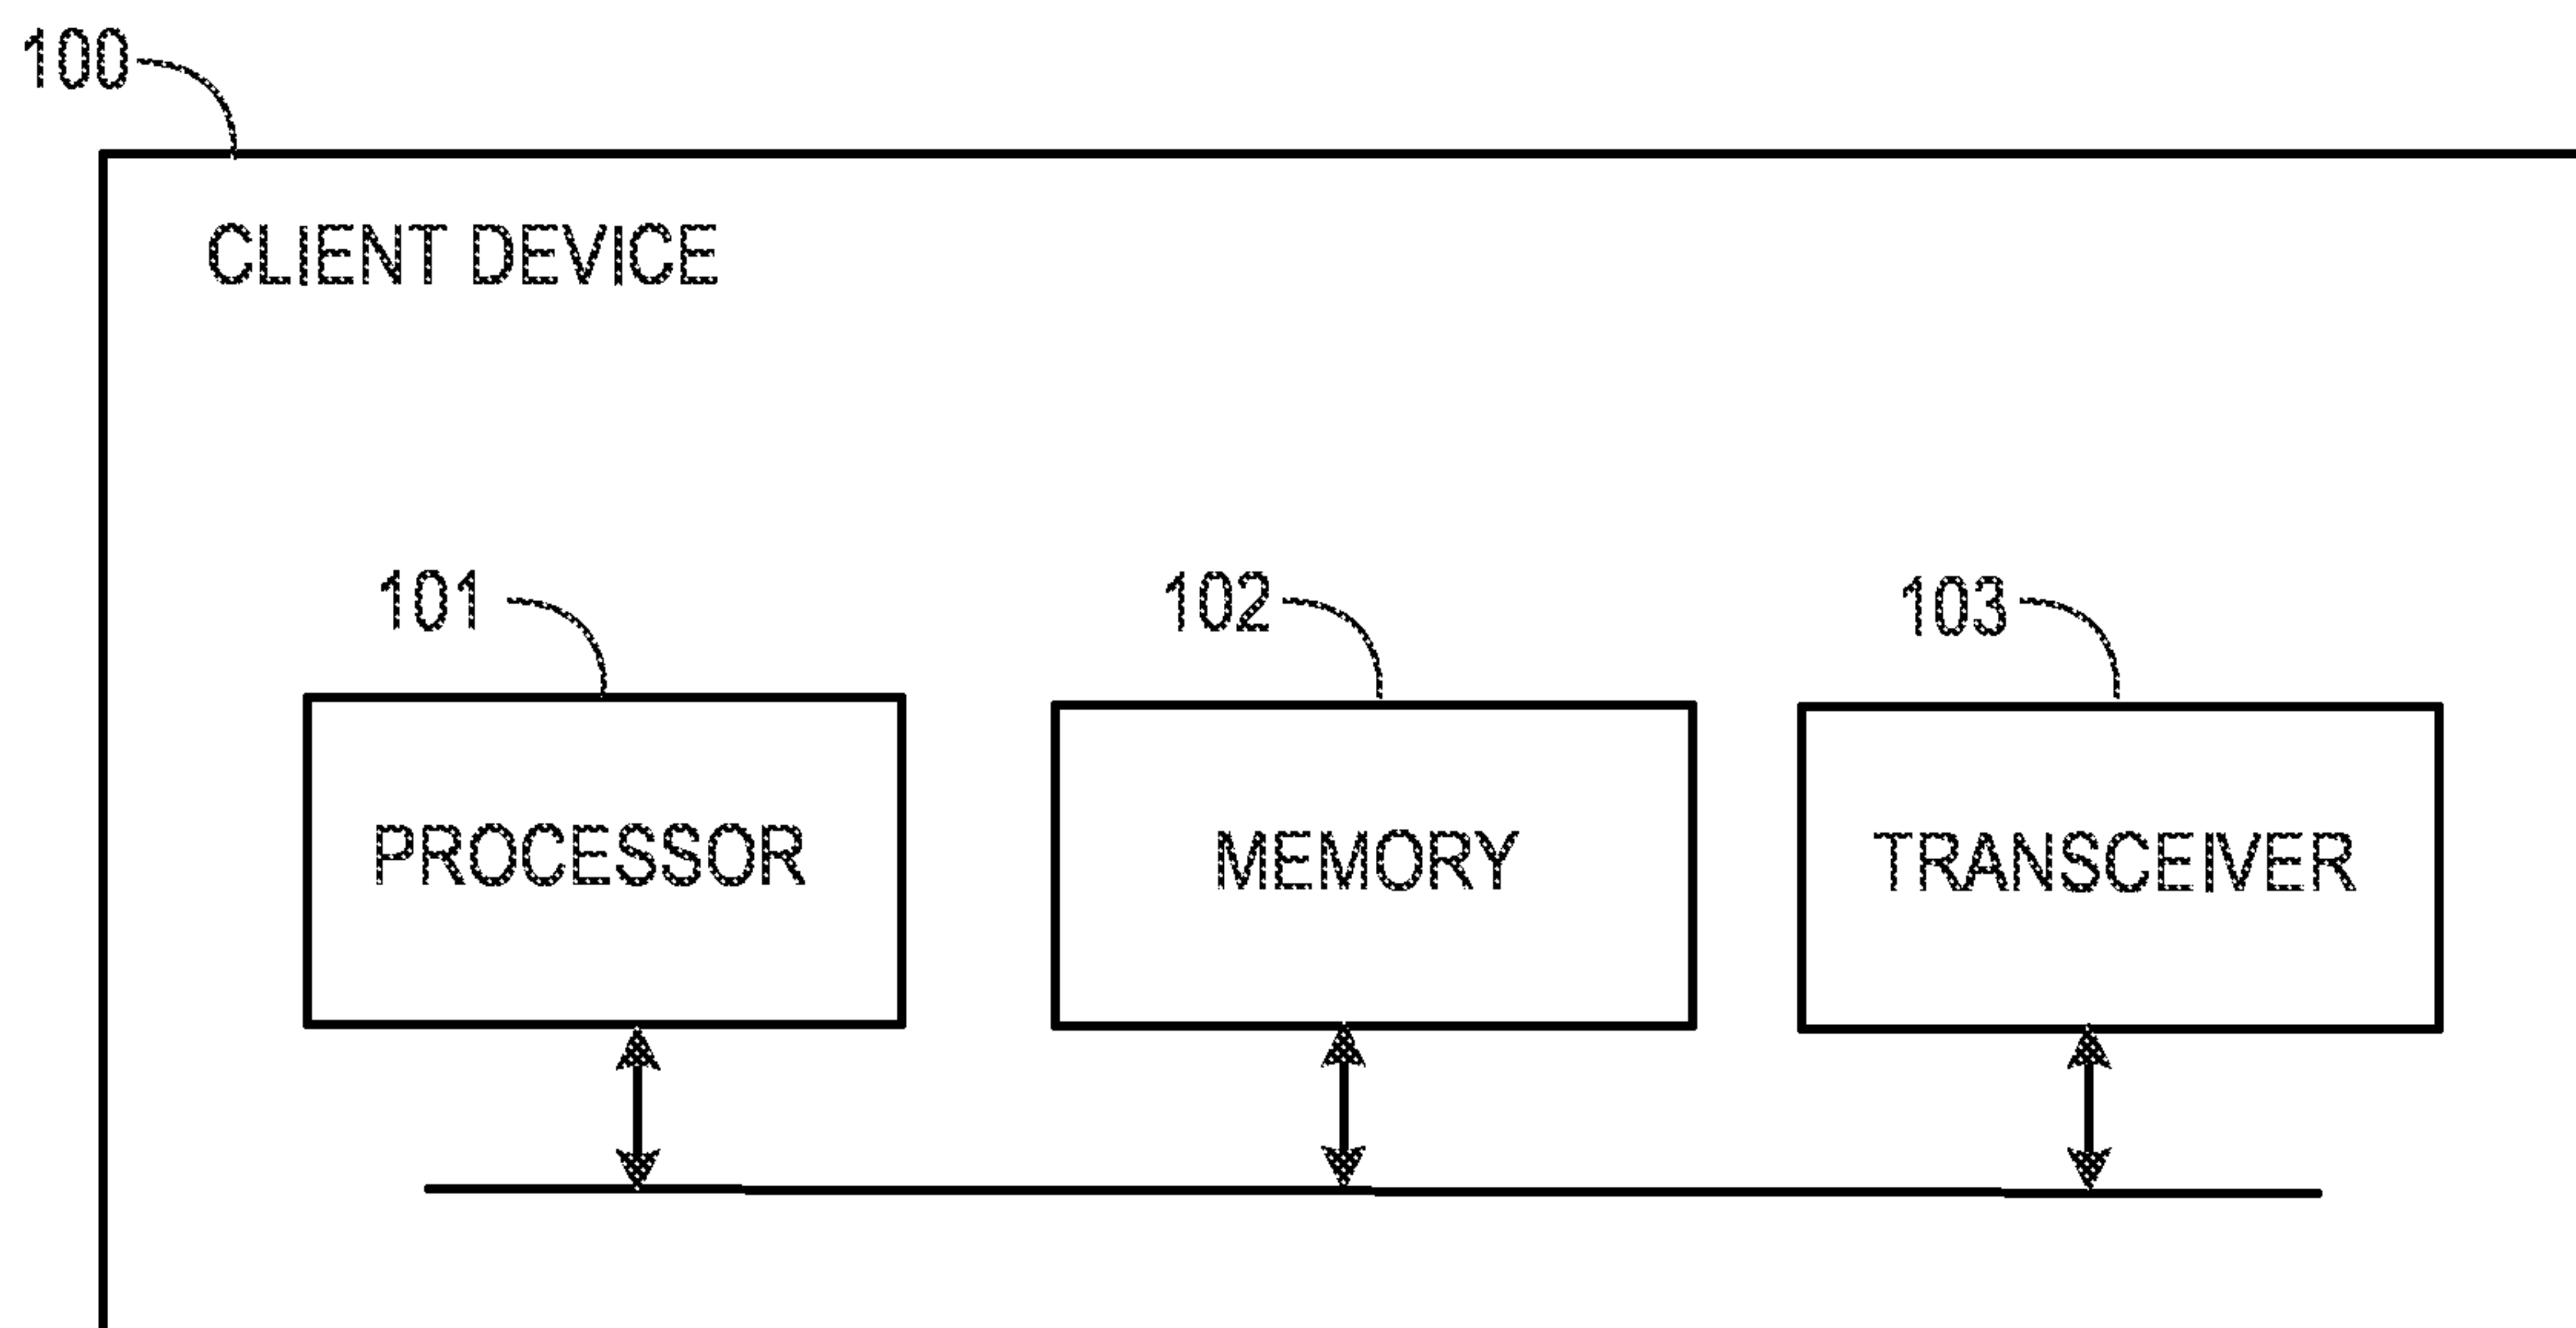 100
CLIENT DEVICE
101
102
103
PROCESSOR
MEMORY
TRANSCEIVER